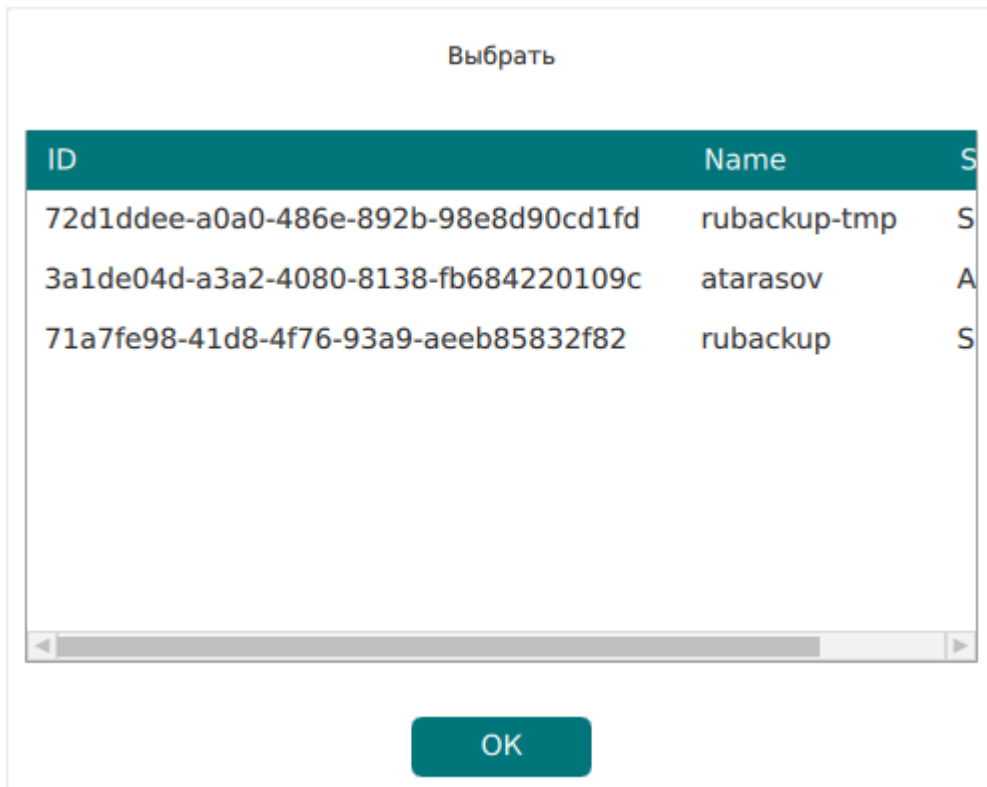 Выбрать
ID Name S
72d1ddee-a0a0-486e-892b-98e8d90cd1fd rubackup-tmp S
3a1de04d-a3a2-4080-8138-fb684220109c atarasov A
71a7fe98-41d8-4f76-93a9-aeeb85832f82 rubackup S
OK